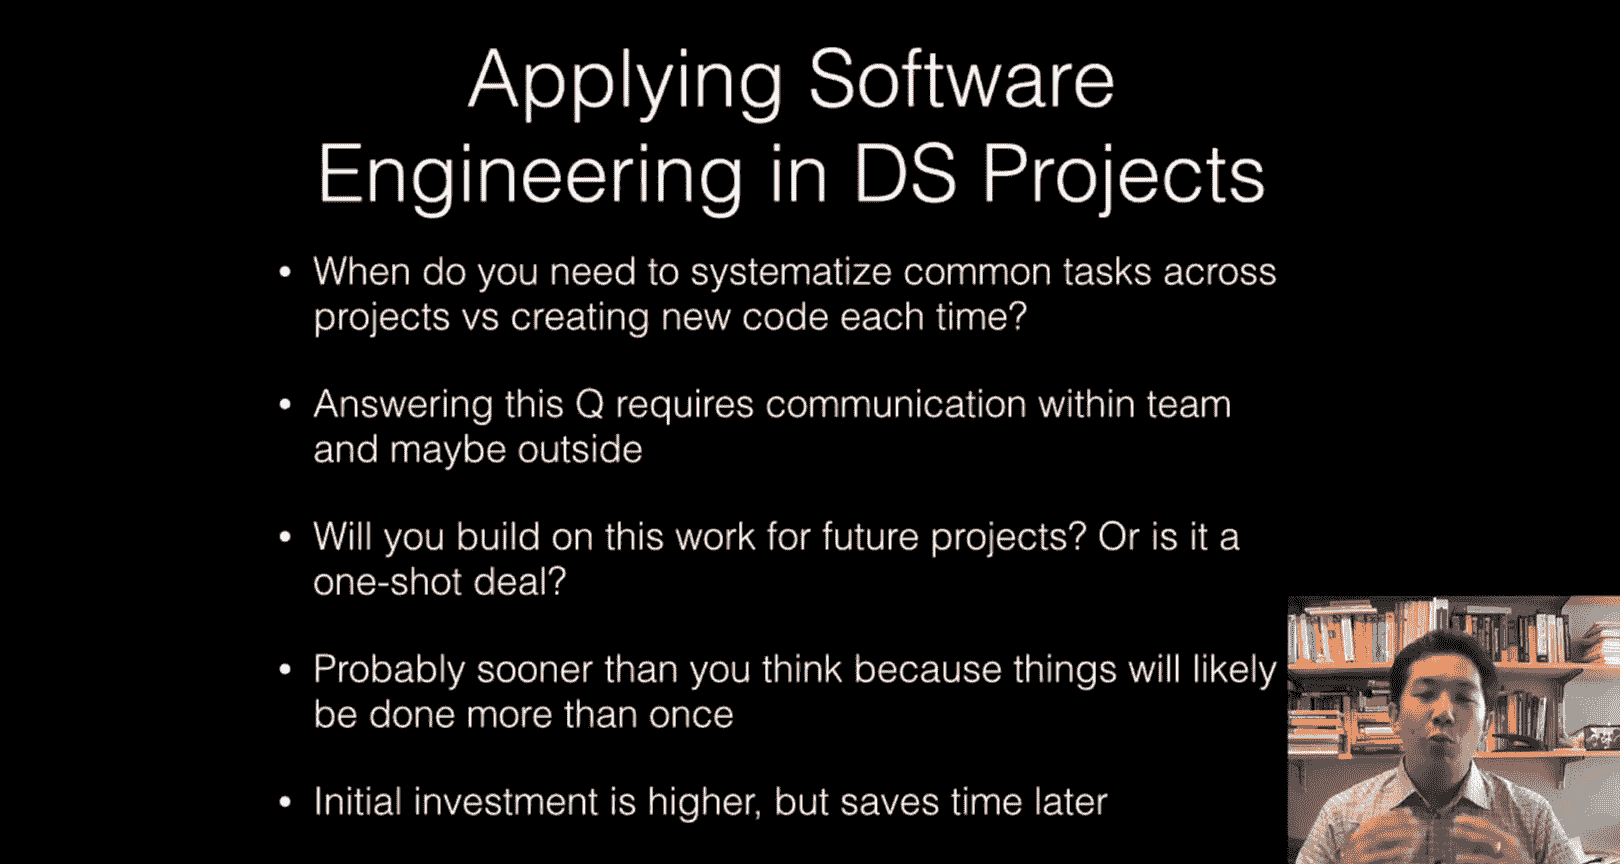 Applying Software
Engineering in DS Projects
• When do you need to systematize common tasks across
projects vs creating new code each time?
• Answering this Q requires communication within team
and maybe outside
• Will you build on this work for future projects? Or is it a
one-shot deal?
• Probably sooner than you think because things will likely
be done more than once
• Initial investment is higher, but saves time later